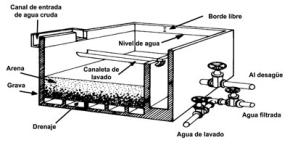 Canal de entrada
de agua cruda
Borde libre
Nivel de agua
Arena
Canaleta de
lavado
Grava
Al desagüe
Drenaje
Agua filtrada
Agua de lavado